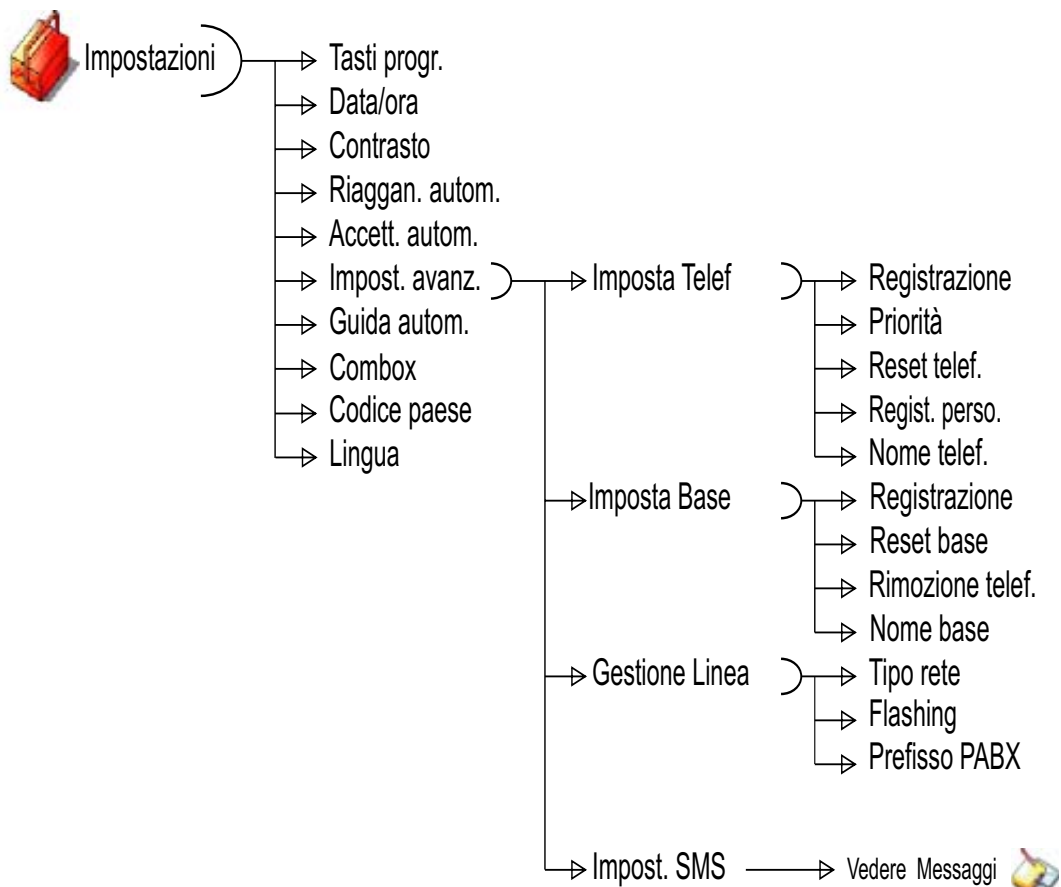 Impostazioni
Tasti progr.
Data/ora
Contrasto
Riaggan. autom.
Accett. autom.
Impost. avanz.
Guida autom.
Combox
Codice paese
Lingua
Imposta Telef
Registrazione
Priorità
Reset telef.
Regist. perso.
Nome telef.
Imposta Base
Registrazione
Reset base
Rimozione telef.
Nome base
Gestione Linea
Tipo rete
Flashing
Prefisso PABX
Impost. SMS
Vedere Messaggi